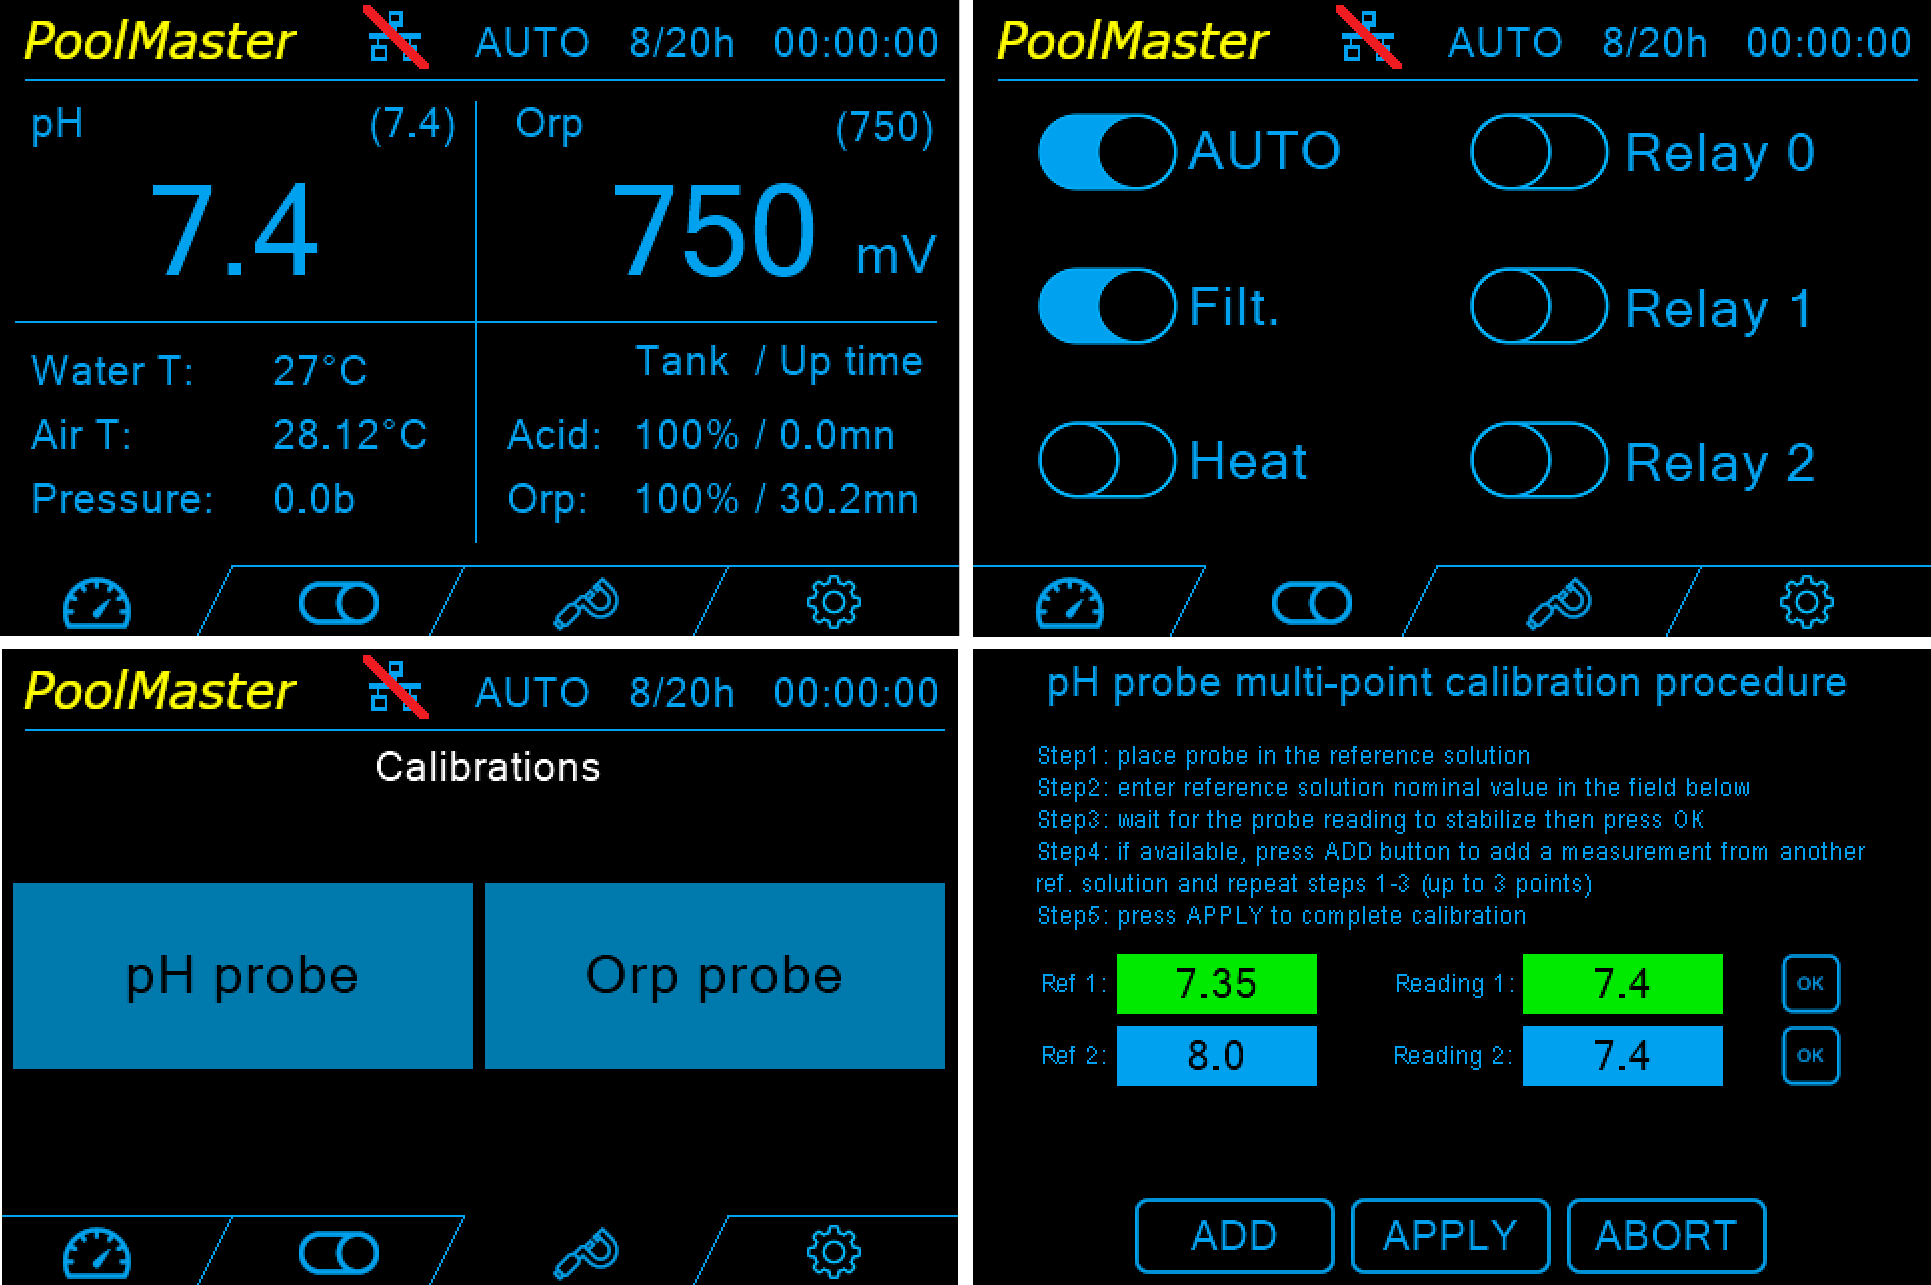 PoolMaster AUTO 8/20h 00:00:00
pH (7.4) Orp (750)
7.4 750 mV
Water T: 27°C
Air T: 28.12°C
Pressure: 0.0b
Tank / Up time
Acid: 100% / 0.0mn
Orp: 100% / 30.2mn
PoolMaster AUTO 8/20h 00:00:00
AUTO Relay 0
Filt. Relay 1
Heat Relay 2
PoolMaster AUTO 8/20h 00:00:00
Calibrations
pH probe Orp probe
pH probe multi-point calibration procedure
Step1: place probe in the reference solution
Step2: enter reference solution nominal value in the field below
Step3: wait for the probe reading to stabilize then press OK
Step4: if available, press ADD button to add a measurement from another
ref. solution and repeat steps 1-3 (up to 3 points)
Step5: press APPLY to complete calibration
Ref 1: 7.35 Reading 1: 7.4 OK
Ref 2: 8.0 Reading 2: 7.4 OK
ADD APPLY ABORT